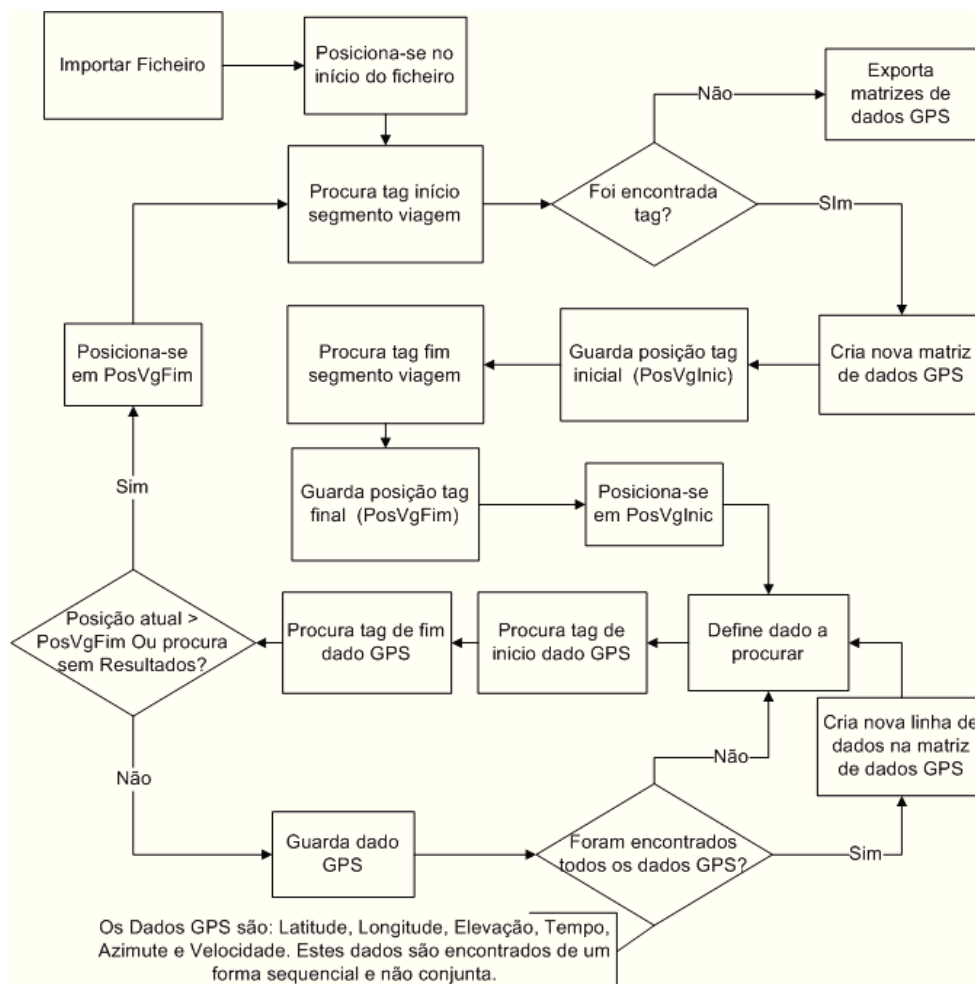 Importar Ficheiro
Posiciona-se no
início do ficheiro
Não
Exporta
matrizes de
dados GPS
Procura tag início
segmento viagem
Foi encontrada
tag?
SIm
Posiciona-se
em PosVgFim
Procura tag fim
segmento viagem
Guarda posição tag
inicial (PosVgInic)
Cria nova matriz
de dados GPS
Sim
Guarda posição tag
final (PosVgFim)
Posiciona-se
em PosVgInic
Posição atual >
PosVgFim Ou procura
sem Resultados?
Procura tag de fim
dado GPS
Procura tag de
inicio dado GPS
Define dado a
procurar
Cria nova linha de
dados na matriz
de dados GPS
Não
Não
Guarda dado
GPS
Foram encontrados
todos os dados GPS?
Sim
Os Dados GPS são: Latitude, Longitude, Elevação, Tempo,
Azimute e Velocidade. Estes dados são encontrados de um
forma sequencial e não conjunta.